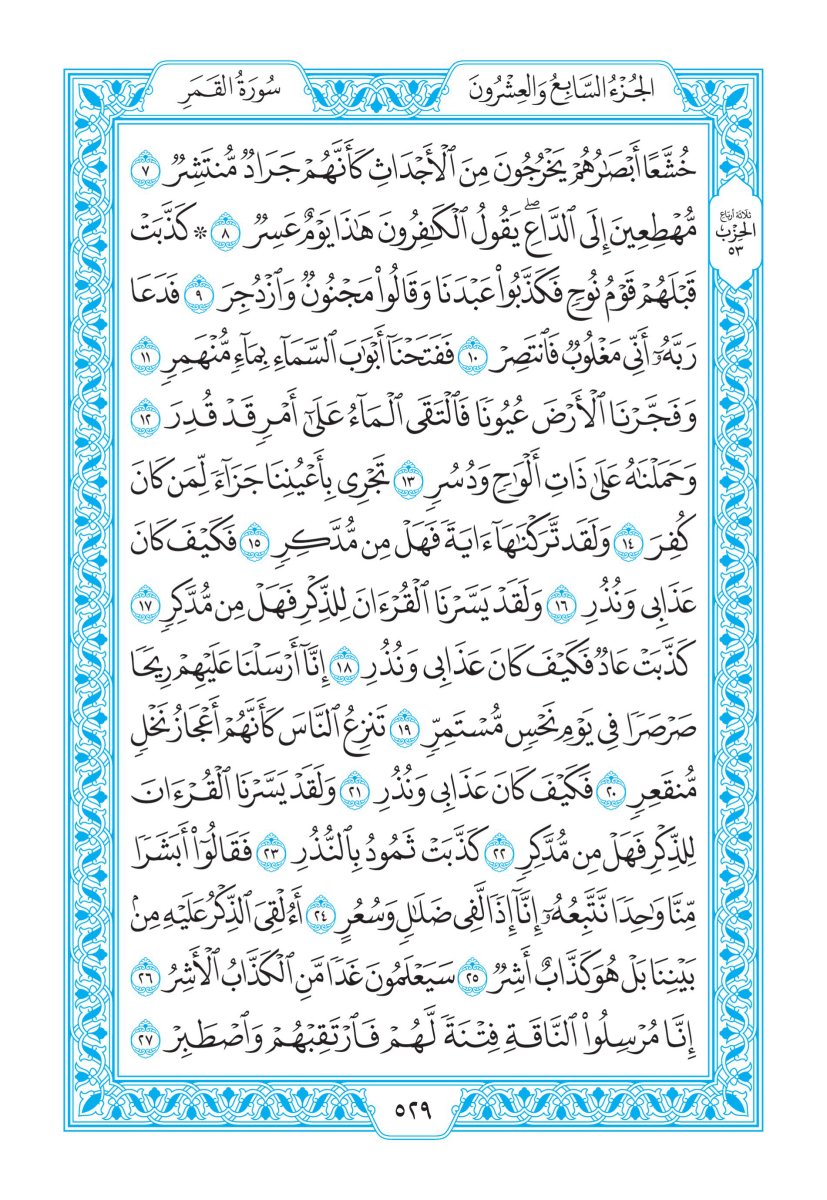 الجُزْءُ السَّابِعُ وَالعِشْرُونَ
سُورَةُ القَمَرِ
خُشَّعًا أَبْصَٰرُهُمْ يَخْرُجُونَ مِنَ ٱلْأَجْدَاثِ كَأَنَّهُمْ جَرَادٌ مُّنتَشِرٌ ٧
مُّهْطِعِينَ إِلَى ٱلدَّاعِۖ يَقُولُ ٱلْكَٰفِرُونَ هَٰذَا يَوْمٌ عَسِرٌ ٨ * كَذَّبَتْ
ثلاثة أرباع
الحِزْب
٥٣
قَبْلَهُمْ قَوْمُ نُوحٍ فَكَذَّبُوا۟ عَبْدَنَا وَقَالُوا۟ مَجْنُونٌ وَٱزْدُجِرَ ٩ فَدَعَا
رَبَّهُۥٓ أَنِّى مَغْلُوبٌ فَٱنتَصِرْ ١٠ فَفَتَحْنَآ أَبْوَٰبَ ٱلسَّمَآءِ بِمَآءٍ مُّنْهَمِرٍ ١١
وَفَجَّرْنَا ٱلْأَرْضَ عُيُونًا فَٱلْتَقَى ٱلْمَآءُ عَلَىٰٓ أَمْرٍ قَدْ قُدِرَ ١٢
وَحَمَلْنَٰهُ عَلَىٰ ذَاتِ أَلْوَٰحٍ وَدُسُرٍ ١٣ تَجْرِى بِأَعْيُنِنَا جَزَآءً لِّمَن كَانَ
كُفِرَ ١٤ وَلَقَد تَّرَكْنَٰهَآ ءَايَةً فَهَلْ مِن مُّدَّكِرٍ ١٥ فَكَيْفَ كَانَ
عَذَابِى وَنُذُرِ ١٦ وَلَقَدْ يَسَّرْنَا ٱلْقُرْءَانَ لِلذِّكْرِ فَهَلْ مِن مُّدَّكِرٍ ١٧
كَذَّبَتْ عَادٌ فَكَيْفَ كَانَ عَذَابِى وَنُذُرِ ١٨ إِنَّآ أَرْسَلْنَا عَلَيْهِمْ رِيحًا
صَرْصَرًا فِى يَوْمِ نَحْسٍ مُّسْتَمِرٍّ ١٩ تَنزِعُ ٱلنَّاسَ كَأَنَّهُمْ أَعْجَازُ نَخْلٍ
مُّنقَعِرٍ ٢٠ فَكَيْفَ كَانَ عَذَابِى وَنُذُرِ ٢١ وَلَقَدْ يَسَّرْنَا ٱلْقُرْءَانَ
لِلذِّكْرِ فَهَلْ مِن مُّدَّكِرٍ ٢٢ كَذَّبَتْ ثَمُودُ بِٱلنُّذُرِ ٢٣ فَقَالُوٓا۟ أَبَشَرًا
مِّنَّا وَٰحِدًا نَّتَّبِعُهُۥٓ إِنَّآ إِذًا لَّفِى ضَلَٰلٍ وَسُعُرٍ ٢٤ أَءُلْقِىَ ٱلذِّكْرُ عَلَيْهِ مِنۢ
بَيْنِنَا بَلْ هُوَ كَذَّابٌ أَشِرٌ ٢٥ سَيَعْلَمُونَ غَدًا مَّنِ ٱلْكَذَّابُ ٱلْأَشِرُ ٢٦
إِنَّا مُرْسِلُوا۟ ٱلنَّاقَةِ فِتْنَةً لَّهُمْ فَٱرْتَقِبْهُمْ وَٱصْطَبِرْ ٢٧
٥٢٩